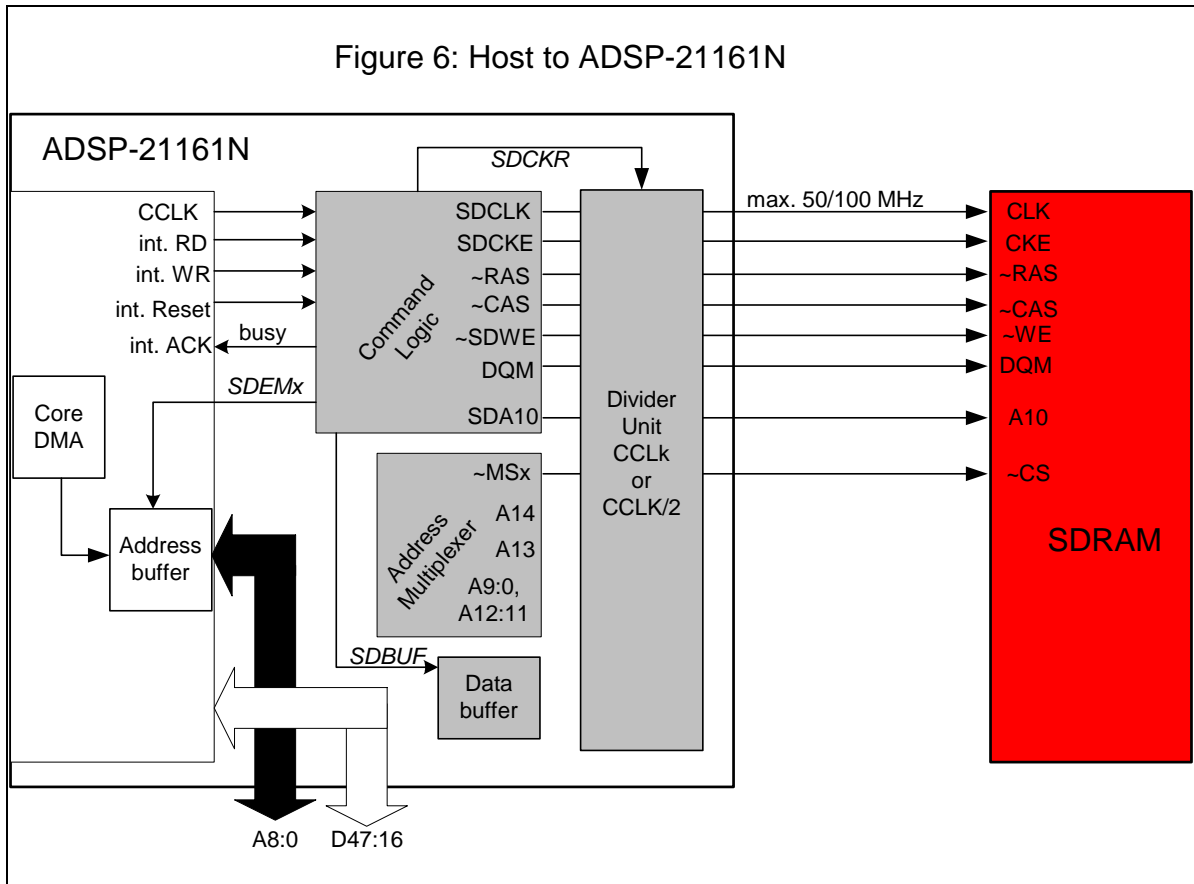 Figure 6: Host to ADSP-21161N
ADSP-21161N
SDCKR
CCLK
int. RD
int. WR
int. Reset
int. ACK
busy
SDEMx
Core
DMA
Address
buffer
Command
Logic
SDCLK
SDCKE
~RAS
~CAS
~SDWE
DQM
SDA10
Address
Multiplexer
~MSx
A14
A13
A9:0,
A12:11
SDBUF
Data
buffer
Divider
Unit
CCLk
or
CCLK/2
max. 50/100 MHz
CLK
CKE
~RAS
~CAS
~WE
DQM
A10
~CS
SDRAM
A8:0
D47:16